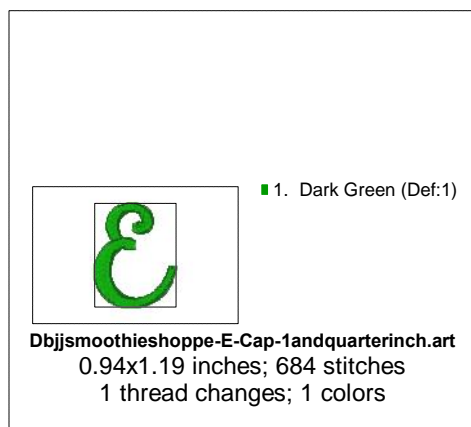 1. Dark Green (Def:1)
E
Dbjjsmoothieshoppe-E-Cap-1andquarterinch.art
0.94x1.19 inches; 684 stitches
1 thread changes; 1 colors